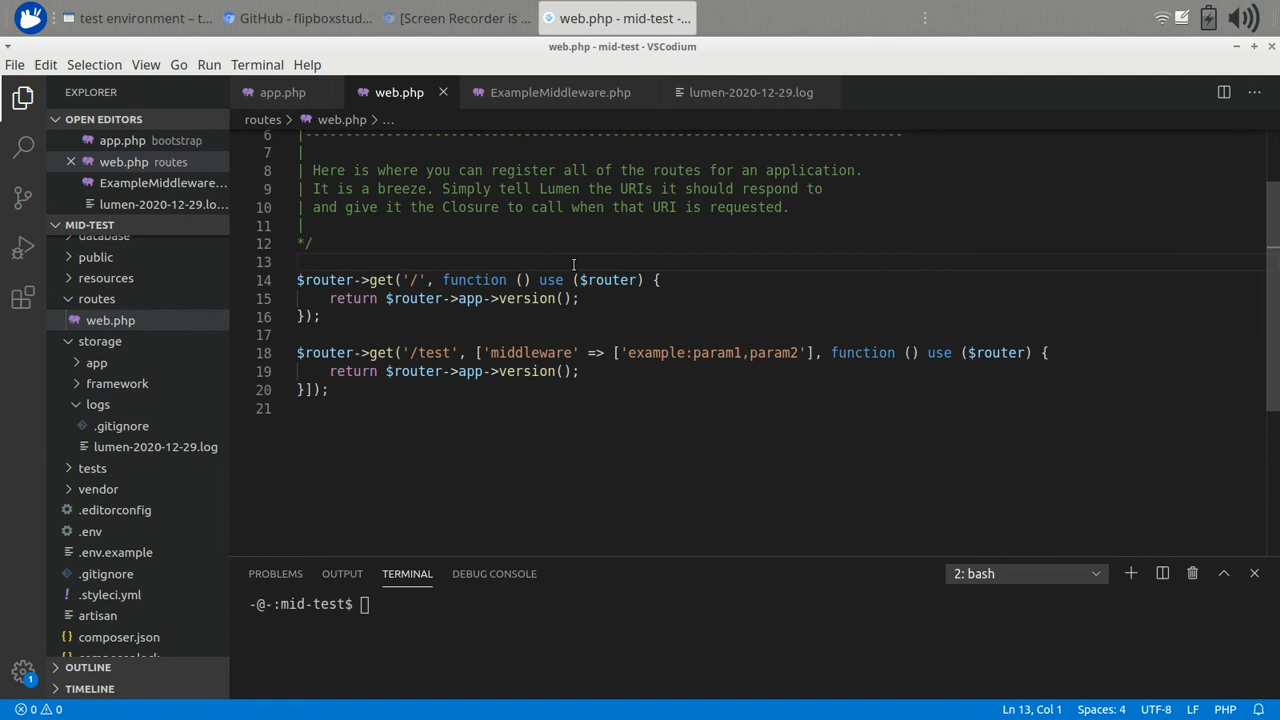 test environment – t...
GitHub - flipboxstud...
[Screen Recorder is ...
web.php - mid-test -...
web.php - mid-test - VSCodium
File Edit Selection View Go Run Terminal Help
EXPLORER
OPEN EDITORS
app.php bootstrap
web.php routes
ExampleMiddleware...
lumen-2020-12-29.lo...
MID-TEST
database
public
resources
routes
web.php
storage
app
framework
logs
.gitignore
lumen-2020-12-29.log
tests
vendor
.editorconfig
.env
.env.example
.gitignore
.styleci.yml
artisan
composer.json
OUTLINE
TIMELINE
app.php
web.php
ExampleMiddleware.php
lumen-2020-12-29.log
routes > web.php > ...
6 |--------------------------------------------------------------------------
7 |
8 | Here is where you can register all of the routes for an application.
9 | It is a breeze. Simply tell Lumen the URIs it should respond to
10 | and give it the Closure to call when that URI is requested.
11 |
12 */
13
14 $router->get('/', function () use ($router) {
15     return $router->app->version();
16 });
17
18 $router->get('/test', ['middleware' => ['example:param1,param2'], function () use ($router) {
19     return $router->app->version();
20 }]);
21
PROBLEMS OUTPUT TERMINAL DEBUG CONSOLE
2: bash
-@-:mid-test$
1
0 0
Ln 13, Col 1 Spaces: 4 UTF-8 LF PHP